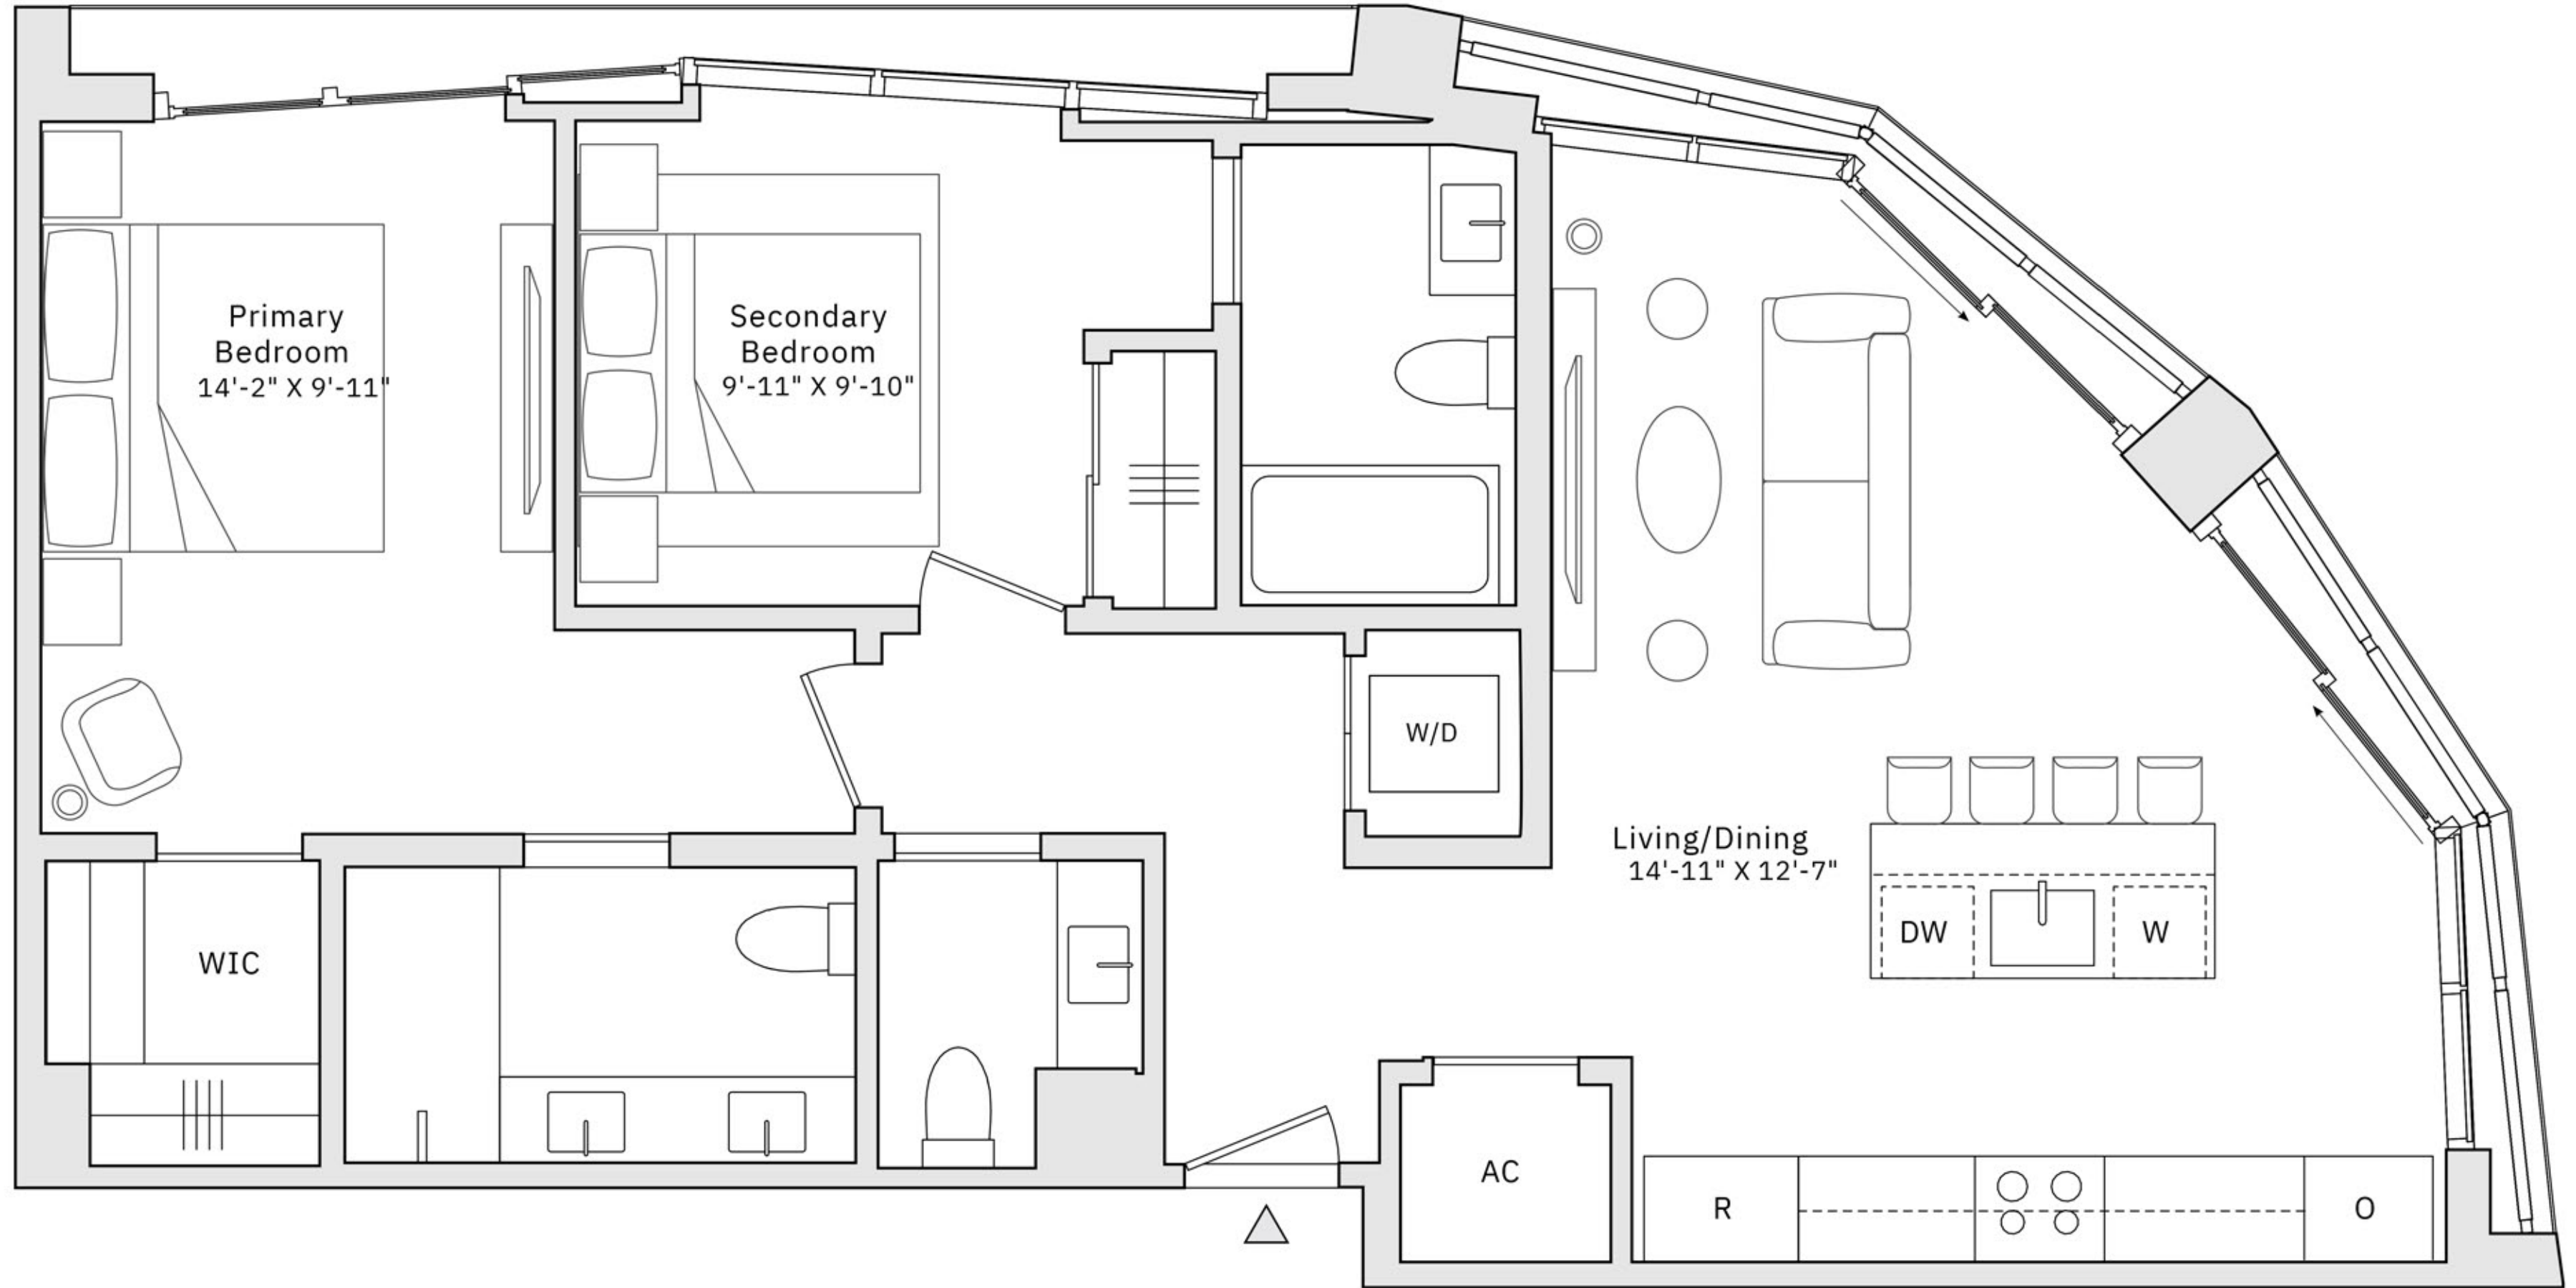 Primary
Bedroom
14'-2" X 9'-11"
Secondary
Bedroom
9'-11" X 9'-10"
W/D
Living/Dining
14'-11" X 12'-7"
DW
W
WIC
AC
R
O